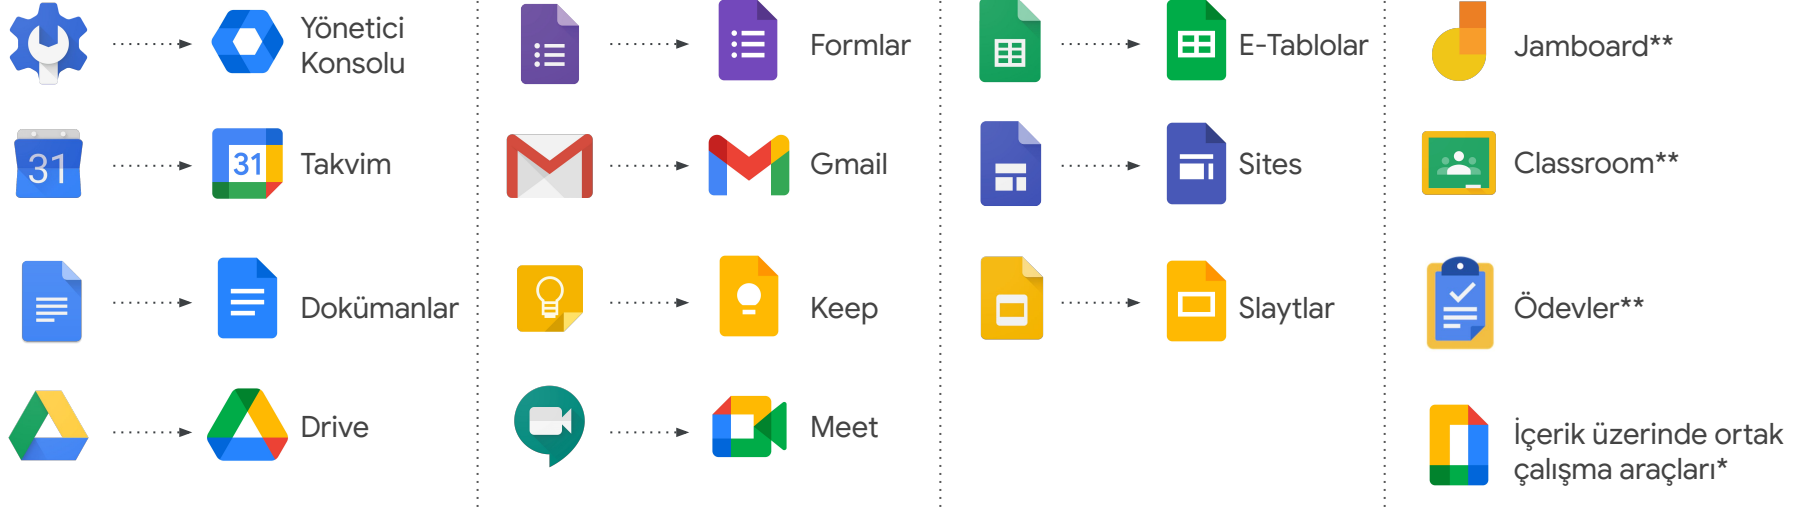 Yönetici
Konsolu
31
31
Takvim
Dokümanlar
Drive
Formlar
Gmail
Keep
Meet
E-Tablolar
Sites
Slaytlar
Jamboard**
Classroom**
Ödevler**
İçerik üzerinde ortak
çalışma araçları*